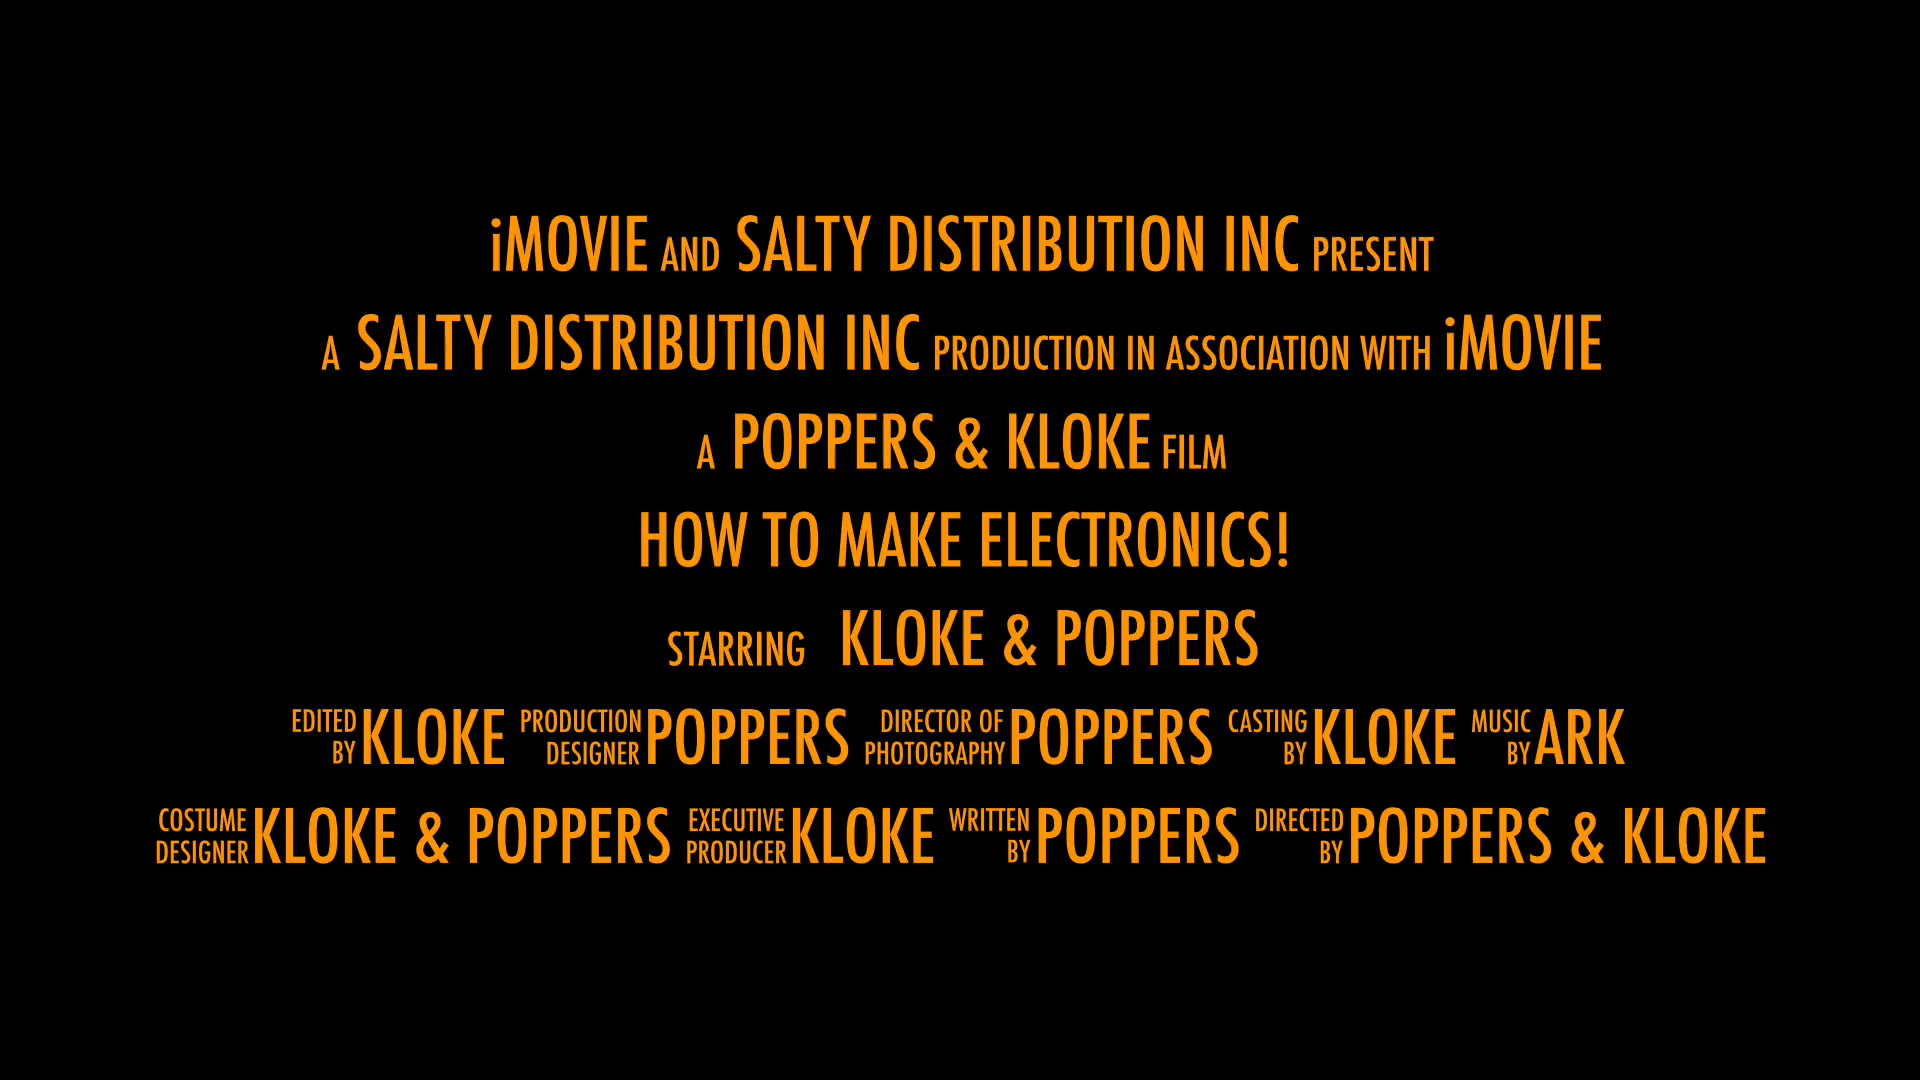 iMOVIE AND SALTY DISTRIBUTION INC PRESENT
A SALTY DISTRIBUTION INC PRODUCTION IN ASSOCIATION WITH iMOVIE
A POPPERS & KLOKE FILM
HOW TO MAKE ELECTRONICS!
STARRING KLOKE & POPPERS
EDITED BY KLOKE PRODUCTION DESIGNER POPPERS DIRECTOR OF PHOTOGRAPHY POPPERS CASTING BY KLOKE MUSIC BY ARK
COSTUME DESIGNER KLOKE & POPPERS EXECUTIVE PRODUCER KLOKE WRITTEN BY POPPERS DIRECTED BY POPPERS & KLOKE